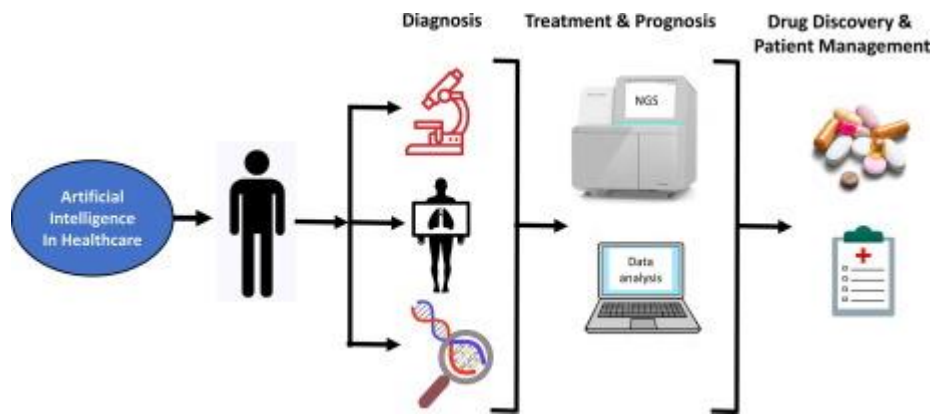 Diagnosis
Treatment & Prognosis
Drug Discovery &
Patient Management
Artificial
Intelligence
In Healthcare
NGS
Data
analysis